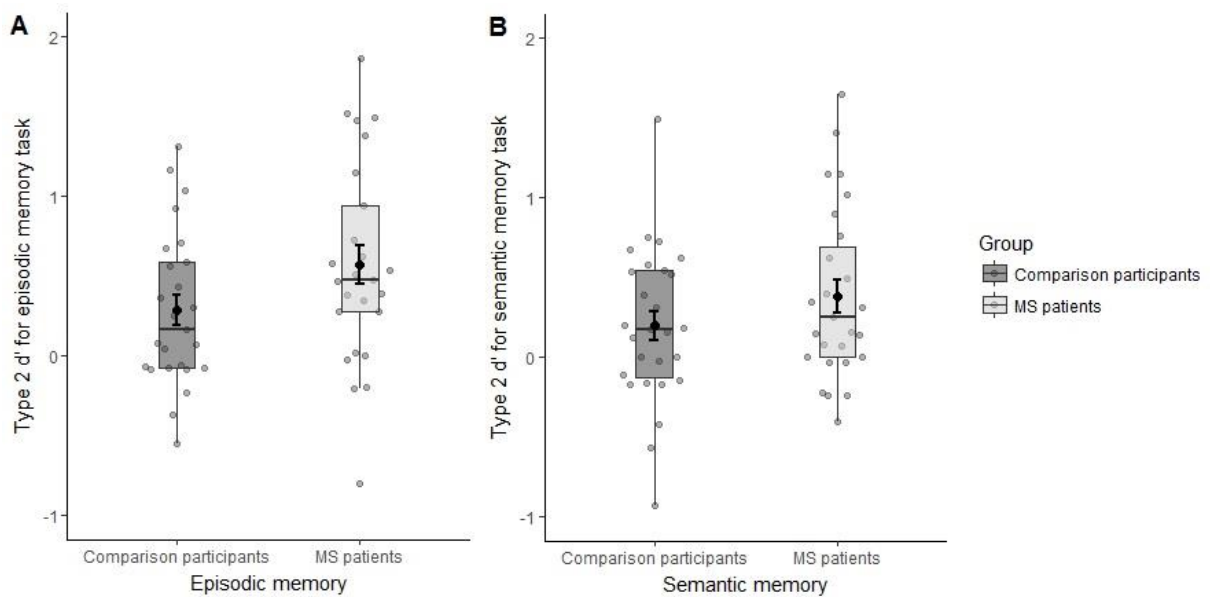 A
Type 2 d' for episodic memory task
2
1
0
-1
Comparison participants
MS patients
Episodic memory
B
Type 2 d' for semantic memory task
2
1
0
-1
Comparison participants
MS patients
Semantic memory
Group
Comparison participants
MS patients